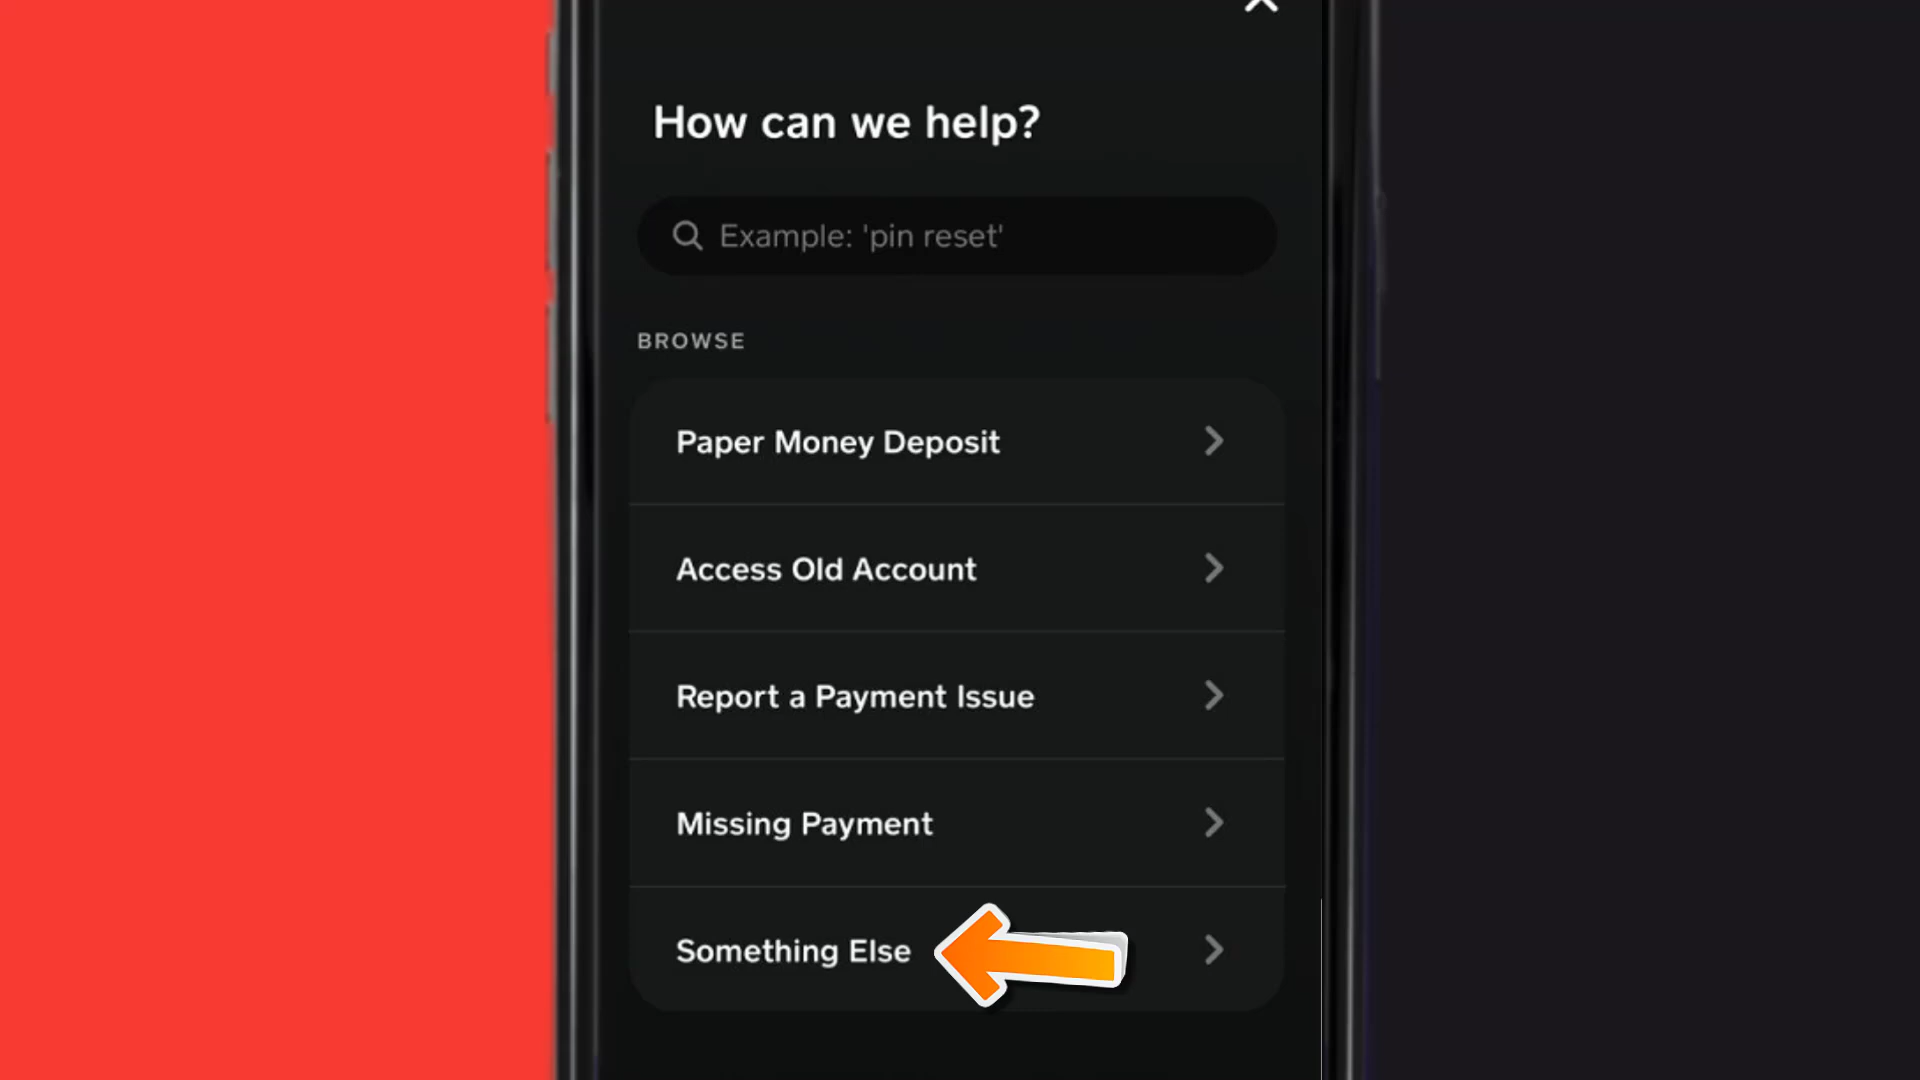 How can we help?
Example: 'pin reset'
BROWSE
Paper Money Deposit
Access Old Account
Report a Payment Issue
Missing Payment
Something Else